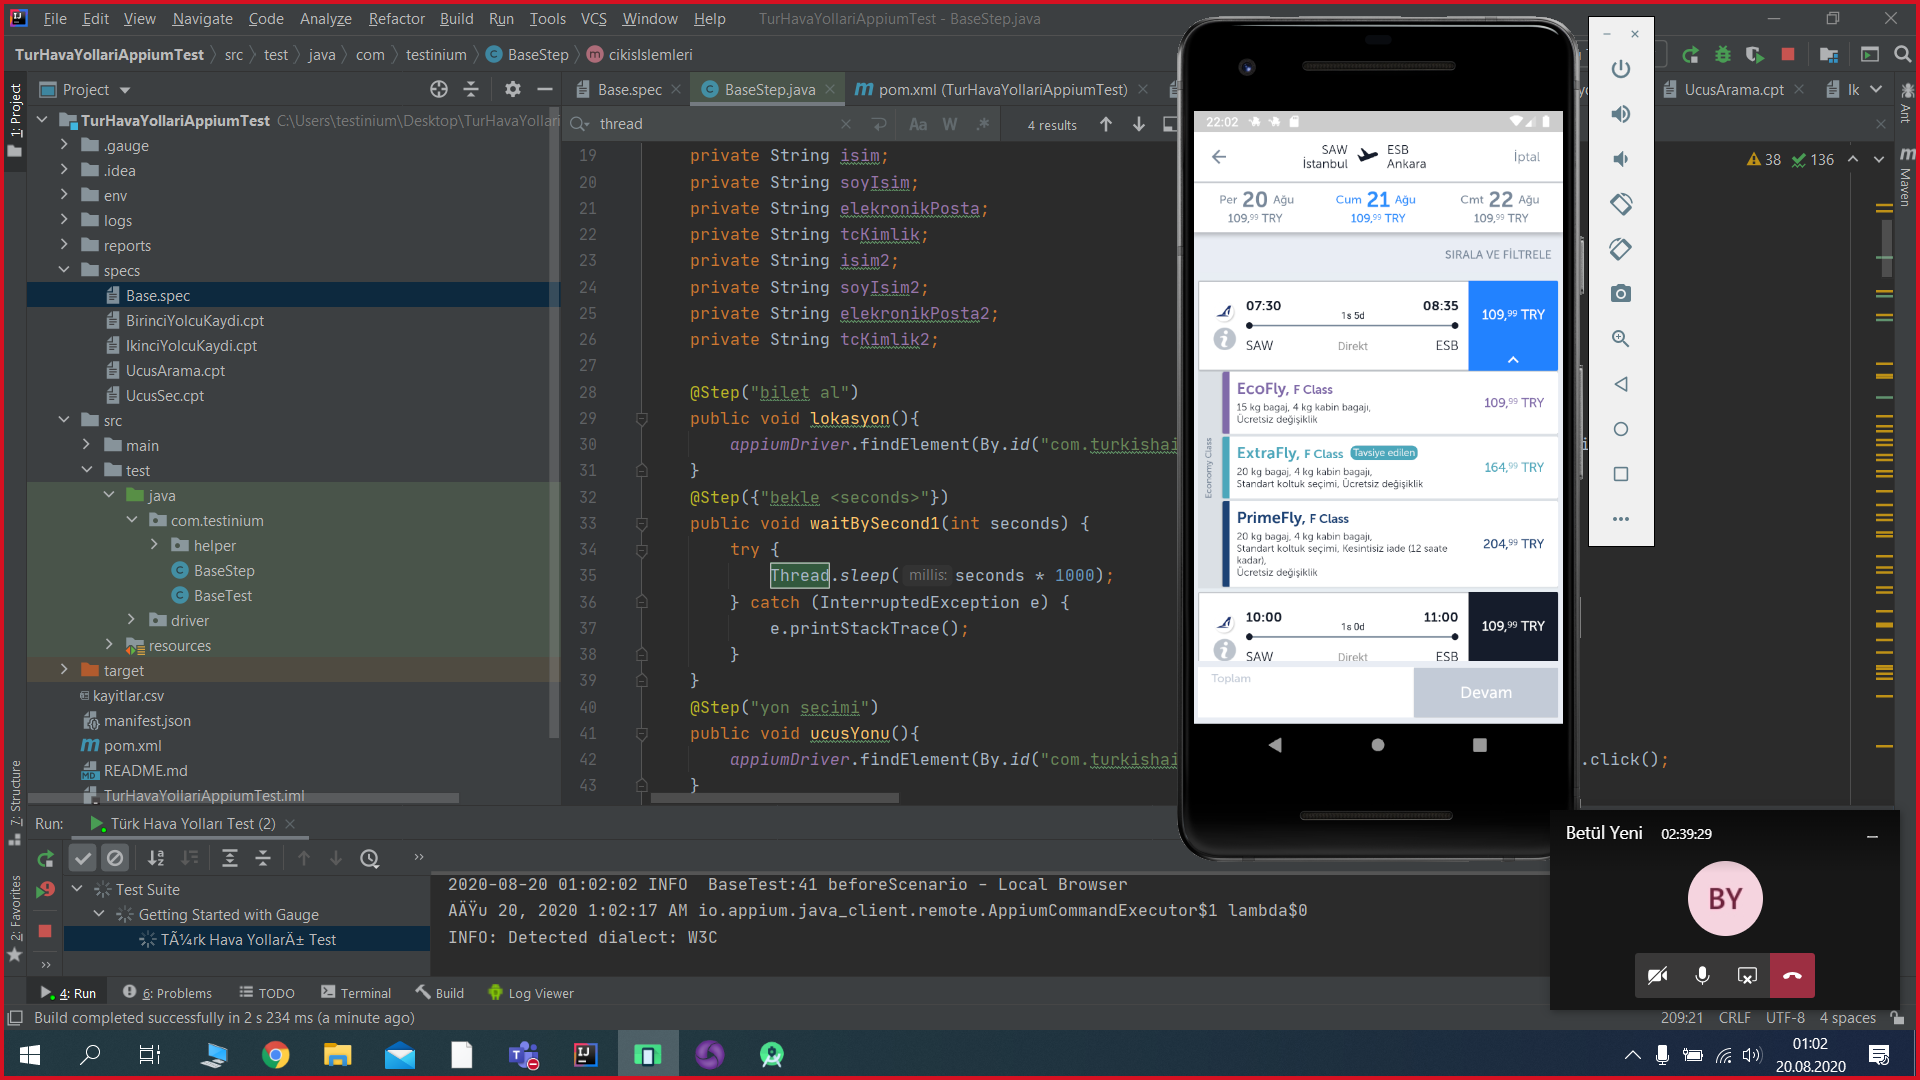 File Edit View Navigate Code Analyze Refactor Build Run Tools VCS Window Help TurHavaYollariAppiumTest - BaseStep.java
TurHavaYollariAppiumTest src test java com testinium BaseStep cikisIslemleri
Project
Base.spec BaseStep.java pom.xml (TurHavaYollariAppiumTest) UcusArama.cpt Ik
thread Aa W .* 4 results
1: Project
7: Structure
2: Favorites
Ant
Maven
38 136
TurHavaYollariAppiumTest C:\Users\testinium\Desktop\TurHavaYollari
.gauge
.idea
env
logs
reports
specs
Base.spec
BirinciYolcuKaydi.cpt
IkinciYolcuKaydi.cpt
UcusArama.cpt
UcusSec.cpt
src
main
test
java
com.testinium
helper
BaseStep
BaseTest
driver
resources
target
kayitlar.csv
manifest.json
pom.xml
README.md
TurHavaYollariAppiumTest.iml
19 private String isim;
20 private String soyIsim;
21 private String elekronikPosta;
22 private String tcKimlik;
23 private String isim2;
24 private String soyIsim2;
25 private String elekronikPosta2;
26 private String tcKimlik2;
27
28 @Step("bilet al")
29 public void lokasyon(){
30 appiumDriver.findElement(By.id("com.turkishai
31 }
32 @Step({"bekle <seconds>"})
33 public void waitBySecond1(int seconds) {
34 try {
35 Thread.sleep( millis: seconds * 1000);
36 } catch (InterruptedException e) {
37 e.printStackTrace();
38 }
39 }
40 @Step("yon secimi")
41 public void ucusYonu(){
42 appiumDriver.findElement(By.id("com.turkishai .click();
43 }
22:02
SAW
İstanbul
ESB
Ankara
İptal
Per 20 Ağu
109,99 TRY
Cum 21 Ağu
109,99 TRY
Cmt 22 Ağu
109,99 TRY
SIRALA VE FİLTRELE
07:30 1s 5d 08:35
SAW Direkt ESB
109,99 TRY
Economy Class
EcoFly, F Class
15 kg bagaj, 4 kg kabin bagajı,
Ücretsiz değişiklik
109,99 TRY
ExtraFly, F Class Tavsiye edilen
20 kg bagaj, 4 kg kabin bagajı,
Standart koltuk seçimi, Ücretsiz değişiklik
164,99 TRY
PrimeFly, F Class
20 kg bagaj, 4 kg kabin bagajı,
Standart koltuk seçimi, Kesintisiz iade (12 saate
kadar),
Ücretsiz değişiklik
204,99 TRY
10:00 1s 0d 11:00
SAW Direkt ESB
109,99 TRY
Toplam
Devam
Run: Türk Hava Yolları Test (2)
Test Suite
Getting Started with Gauge
TÃ¼rk Hava YollarÄ± Test
2020-08-20 01:02:02 INFO BaseTest:41 beforeScenario - Local Browser
AÄŸu 20, 2020 1:02:17 AM io.appium.java_client.remote.AppiumCommandExecutor$1 lambda$0
INFO: Detected dialect: W3C
Betül Yeni 02:39:29
BY
4: Run 6: Problems TODO Terminal Build Log Viewer
Build completed successfully in 2 s 234 ms (a minute ago)
209:21 CRLF UTF-8 4 spaces
01:02
20.08.2020